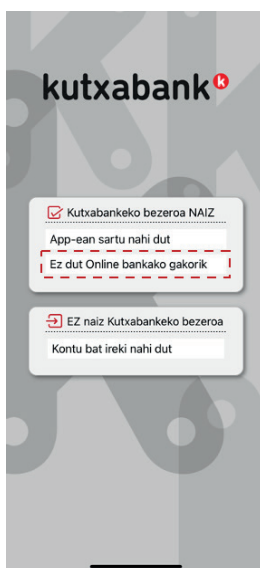 kutxabank k
Kutxabankeko bezeroa NAIZ
App-ean sartu nahi dut
Ez dut Online bankako gakorik
EZ naiz Kutxabankeko bezeroa
Kontu bat ireki nahi dut